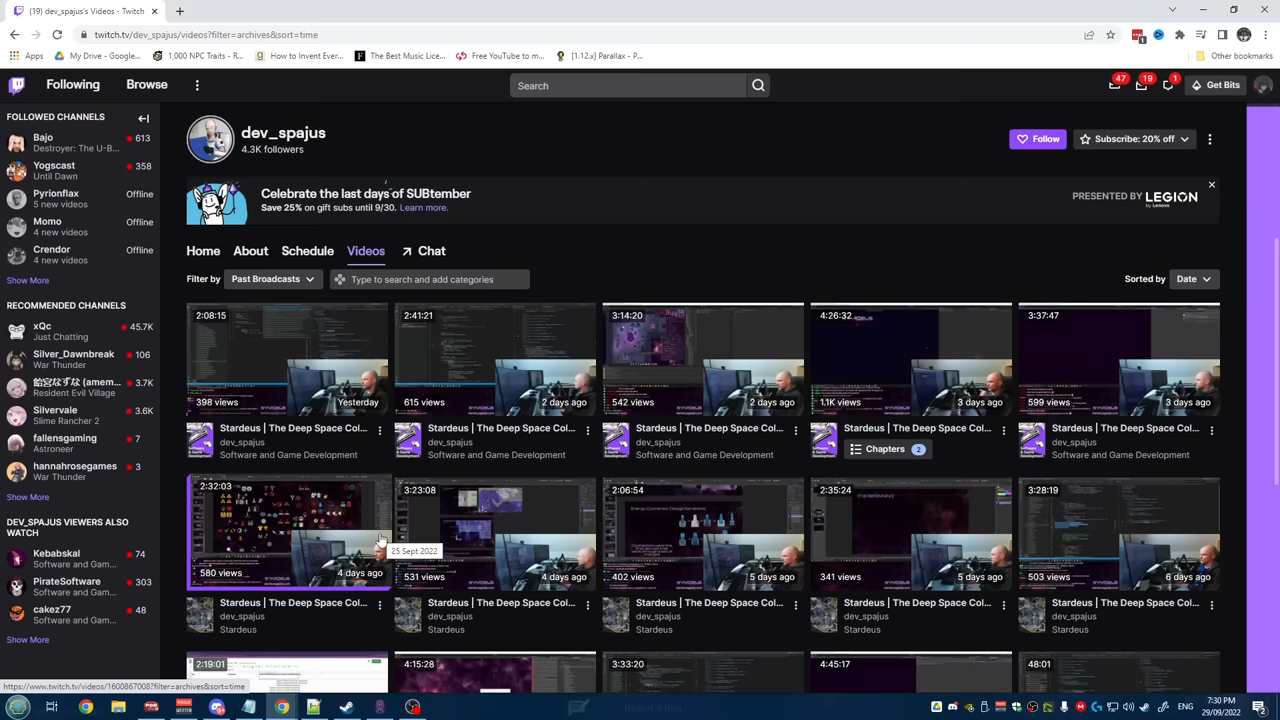 (19) dev_spajus's Videos - Twitch
twitch.tv/dev_spajus/videos?filter=archives&sort=time
1
Apps
My Drive - Google...
1,000 NPC Traits - R...
How to Invent Ever...
The Best Music Lice...
Free YouTube to m...
[1.12.x] Parallax - P...
Other bookmarks
Following
Browse
Search
47
19
1
Get Bits
FOLLOWED CHANNELS
Bajo
613
Destroyer: The U-B...
Yogscast
358
Until Dawn
Pyrionflax
Offline
5 new videos
Momo
Offline
4 new videos
Crendor
Offline
4 new videos
Show More
RECOMMENDED CHANNELS
xQc
45.7K
Just Chatting
Silver_Dawnbreak
106
War Thunder
3.7K
Resident Evil Village
Silvervale
3.6K
Slime Rancher 2
fallensgaming
7
Astroneer
hannahrosegames
3
War Thunder
Show More
DEV_SPAJUS VIEWERS ALSO
WATCH
Kebabskal
74
Software and Gam...
PirateSoftware
303
Software and Gam...
cakez77
48
Software and Gam...
Show More
dev_spajus
4.3K followers
Follow
Subscribe: 20% off
Celebrate the last days of SUBtember
Save 25% on gift subs until 9/30. Learn more.
PRESENTED BY LEGION
by Lenovo
Home
About
Schedule
Videos
Chat
Filter by
Past Broadcasts
Type to search and add categories
Sorted by
Date
2:08:15
2:41:21
3:14:20
4:26:32
3:37:47
398 views
yesterday
615 views
2 days ago
542 views
2 days ago
1.1K views
3 days ago
599 views
3 days ago
Stardeus | The Deep Space Col...
Stardeus | The Deep Space Col...
Stardeus | The Deep Space Col...
Stardeus | The Deep Space Col...
Stardeus | The Deep Space Col...
dev_spajus
dev_spajus
dev_spajus
dev_spajus
Software and Game Development
Software and Game Development
Software and Game Development
Chapters 2
Software and Game Development
2:32:03
3:23:08
2:06:54
2:35:24
3:28:19
Energy Connection Design Iterations
25 Sept 2022
views
4 days ago
531 views
4 days ago
402 views
5 days ago
views
6 days ago
503 views
6 days ago
Stardeus | The Deep Space Col...
Stardeus | The Deep Space Col...
Stardeus | The Deep Space Col...
Stardeus | The Deep Space Col...
Stardeus | The Deep Space Col...
dev_spajus
dev_spajus
dev_spajus
dev_spajus
dev_spajus
Stardeus
Stardeus
Stardeus
Stardeus
Stardeus
2:19:01
https://www.twitch.tv/videos/1600867008?filter=archives&sort=time
ENG
7:30 PM
29/09/2022